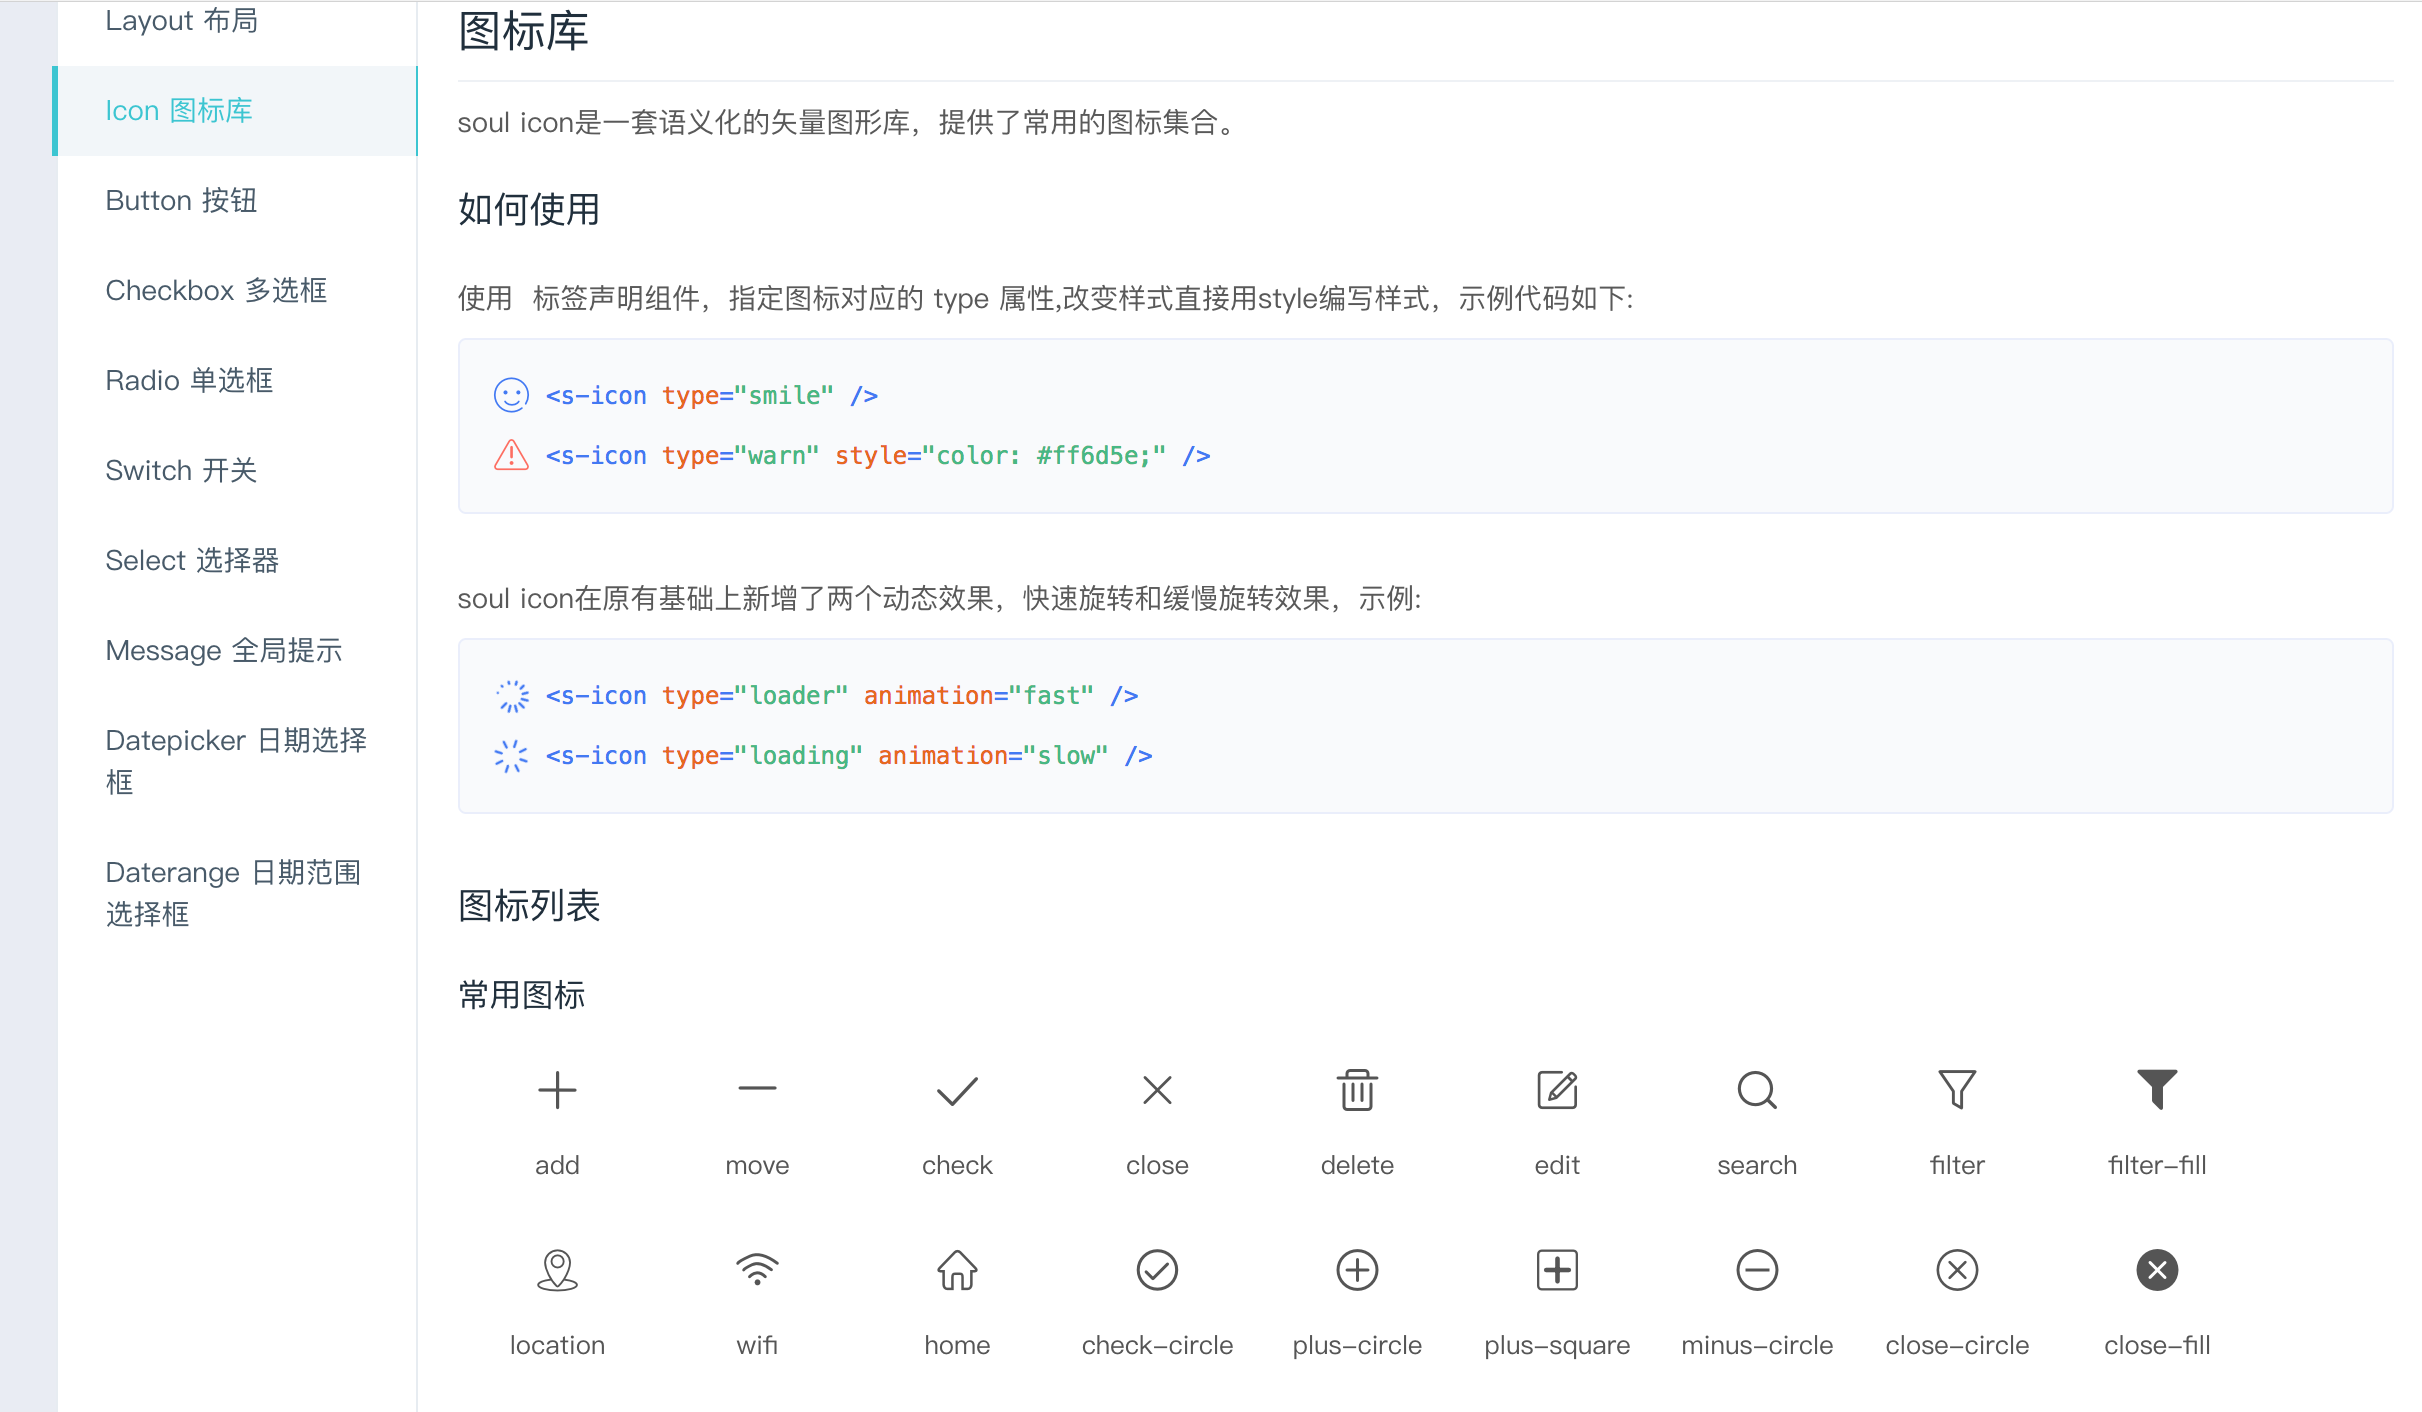 Layout 布局
Icon 图标库
Button 按钮
Checkbox 多选框
Radio 单选框
Switch 开关
Select 选择器
Message 全局提示
Datepicker 日期选择
框
Daterange 日期范围
选择框
图标库
soul icon是一套语义化的矢量图形库，提供了常用的图标集合。
如何使用
使用 标签声明组件，指定图标对应的 type 属性,改变样式直接用style编写样式，示例代码如下:
<s-icon type="smile" />
<s-icon type="warn" style="color: #ff6d5e;" />
soul icon在原有基础上新增了两个动态效果，快速旋转和缓慢旋转效果，示例:
<s-icon type="loader" animation="fast" />
<s-icon type="loading" animation="slow" />
图标列表
常用图标
add move check close delete edit search filter filter-fill
location wifi home check-circle plus-circle plus-square minus-circle close-circle close-fill